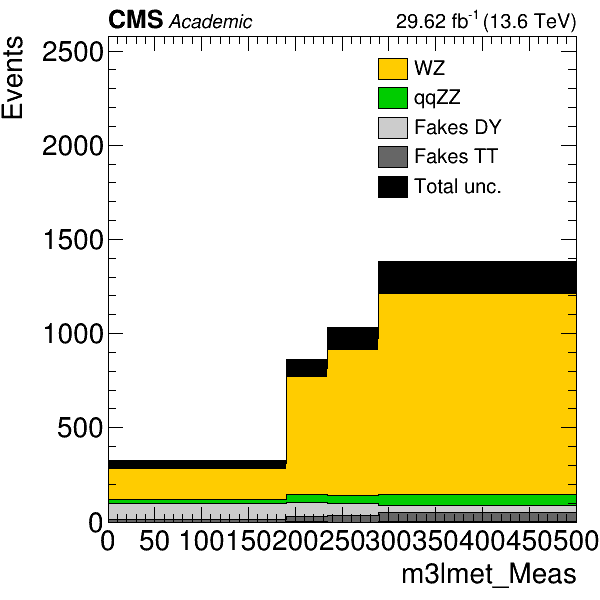 CMS Academic 29.62 fb⁻¹ (13.6 TeV)
Events
WZ
qqZZ
Fakes DY
Fakes TT
Total unc.
2500
2000
1500
1000
500
0
0 50 100 150 200 250 300 350 400 450 500
m3lmet_Meas